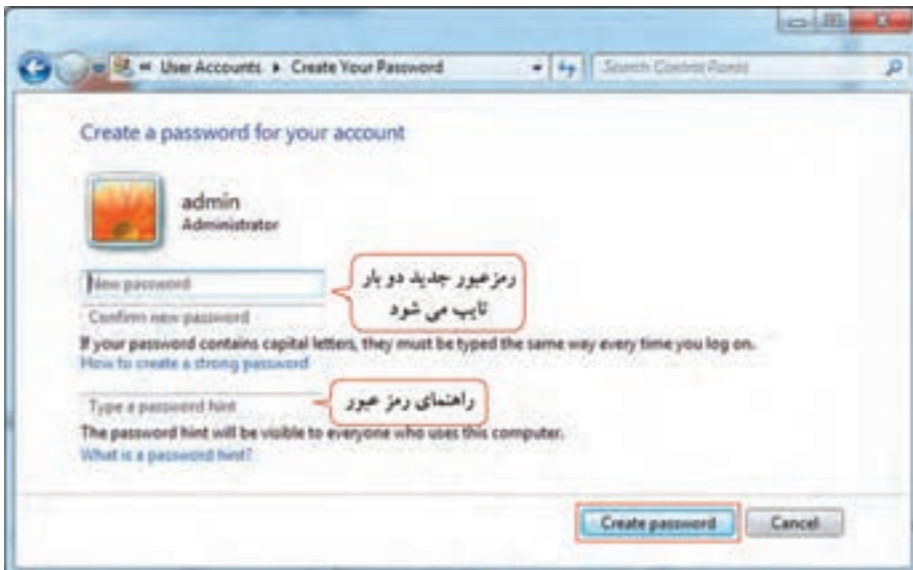 « User Accounts ▸ Create Your Password
Search Control Panel
Create a password for your account
admin
Administrator
New password
رمزعبور جدید دو بار
تایپ می شود
Confirm new password
If your password contains capital letters, they must be typed the same way every time you log on.
How to create a strong password
Type a password hint
راهنمای رمز عبور
The password hint will be visible to everyone who uses this computer.
What is a password hint?
Create password
Cancel